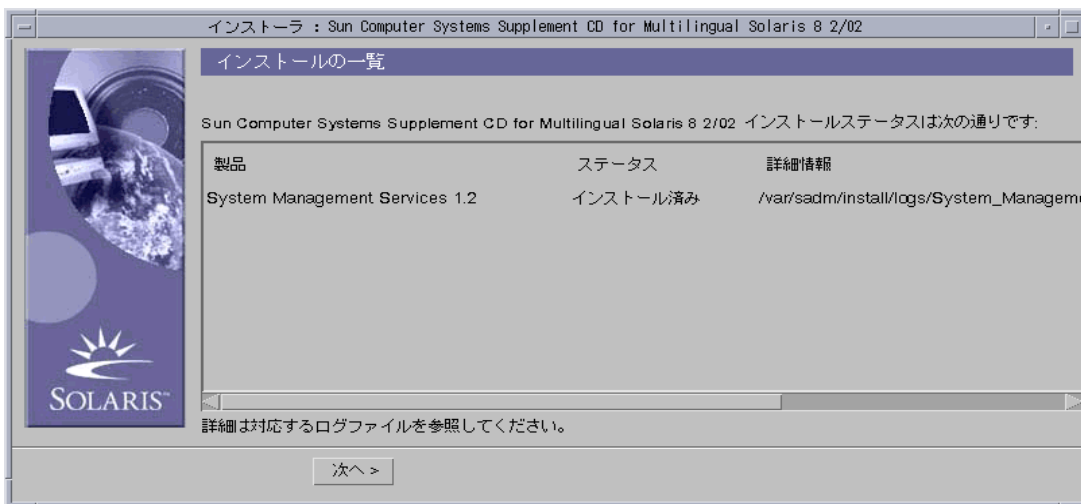 インストーラ : Sun Computer Systems Supplement CD for Multilingual Solaris 8 2/02
インストールの一覧
Sun Computer Systems Supplement CD for Multilingual Solaris 8 2/02 インストールステータスは次の通りです:
製品 ステータス 詳細情報
System Management Services 1.2 インストール済み /var/sadm/install/logs/System_Managem
SOLARIS™
詳細は対応するログファイルを参照してください。
次へ >